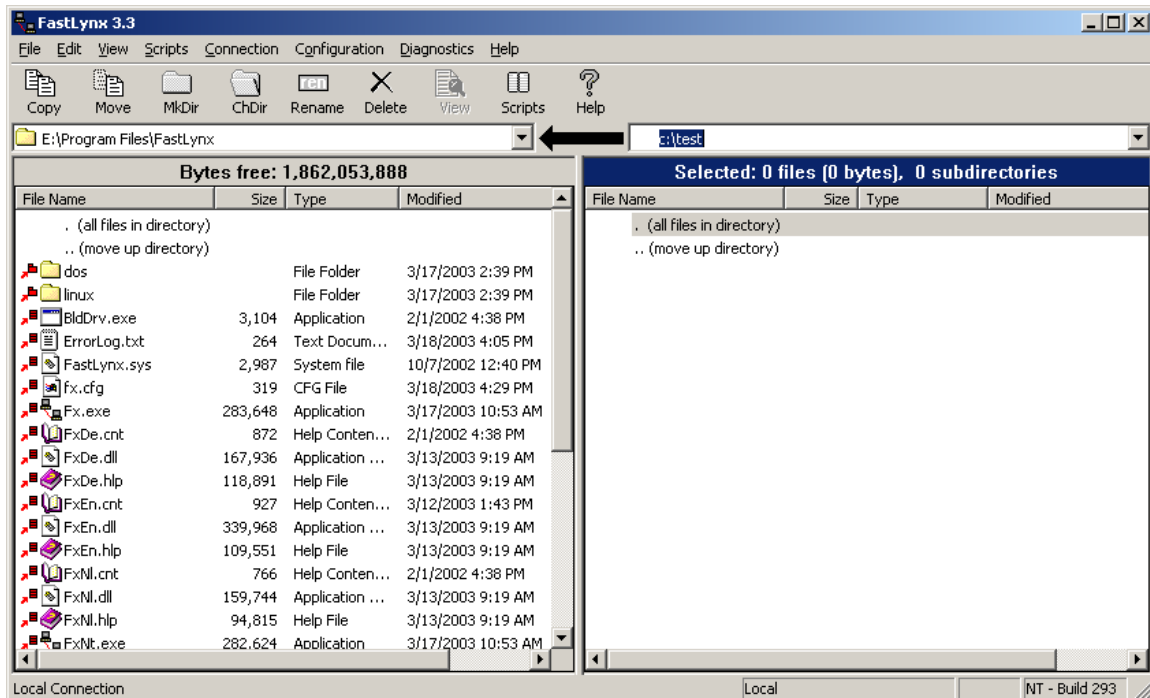 FastLynx 3.3
File Edit View Scripts Connection Configuration Diagnostics Help
Copy Move MkDir ChDir Rename Delete View Scripts Help
E:\Program Files\FastLynx c:\test
Bytes free: 1,862,053,888 Selected: 0 files (0 bytes), 0 subdirectories
File Name Size Type Modified File Name Size Type Modified
. (all files in directory) . (all files in directory)
.. (move up directory) .. (move up directory)
dos File Folder 3/17/2003 2:39 PM
linux File Folder 3/17/2003 2:39 PM
BldDrv.exe 3,104 Application 2/1/2002 4:38 PM
ErrorLog.txt 264 Text Docum... 3/18/2003 4:05 PM
FastLynx.sys 2,987 System file 10/7/2002 12:40 PM
fx.cfg 319 CFG File 3/18/2003 4:29 PM
Fx.exe 283,648 Application 3/17/2003 10:53 AM
FxDe.cnt 872 Help Conten... 2/1/2002 4:38 PM
FxDe.dll 167,936 Application ... 3/13/2003 9:19 AM
FxDe.hlp 118,891 Help File 3/13/2003 9:19 AM
FxEn.cnt 927 Help Conten... 3/12/2003 1:43 PM
FxEn.dll 339,968 Application ... 3/13/2003 9:19 AM
FxEn.hlp 109,551 Help File 3/13/2003 9:19 AM
FxNl.cnt 766 Help Conten... 2/1/2002 4:38 PM
FxNl.dll 159,744 Application ... 3/13/2003 9:19 AM
FxNl.hlp 94,815 Help File 3/13/2003 9:19 AM
FxNt.exe 282,624 Application 3/17/2003 10:53 AM
Local Connection Local NT - Build 293